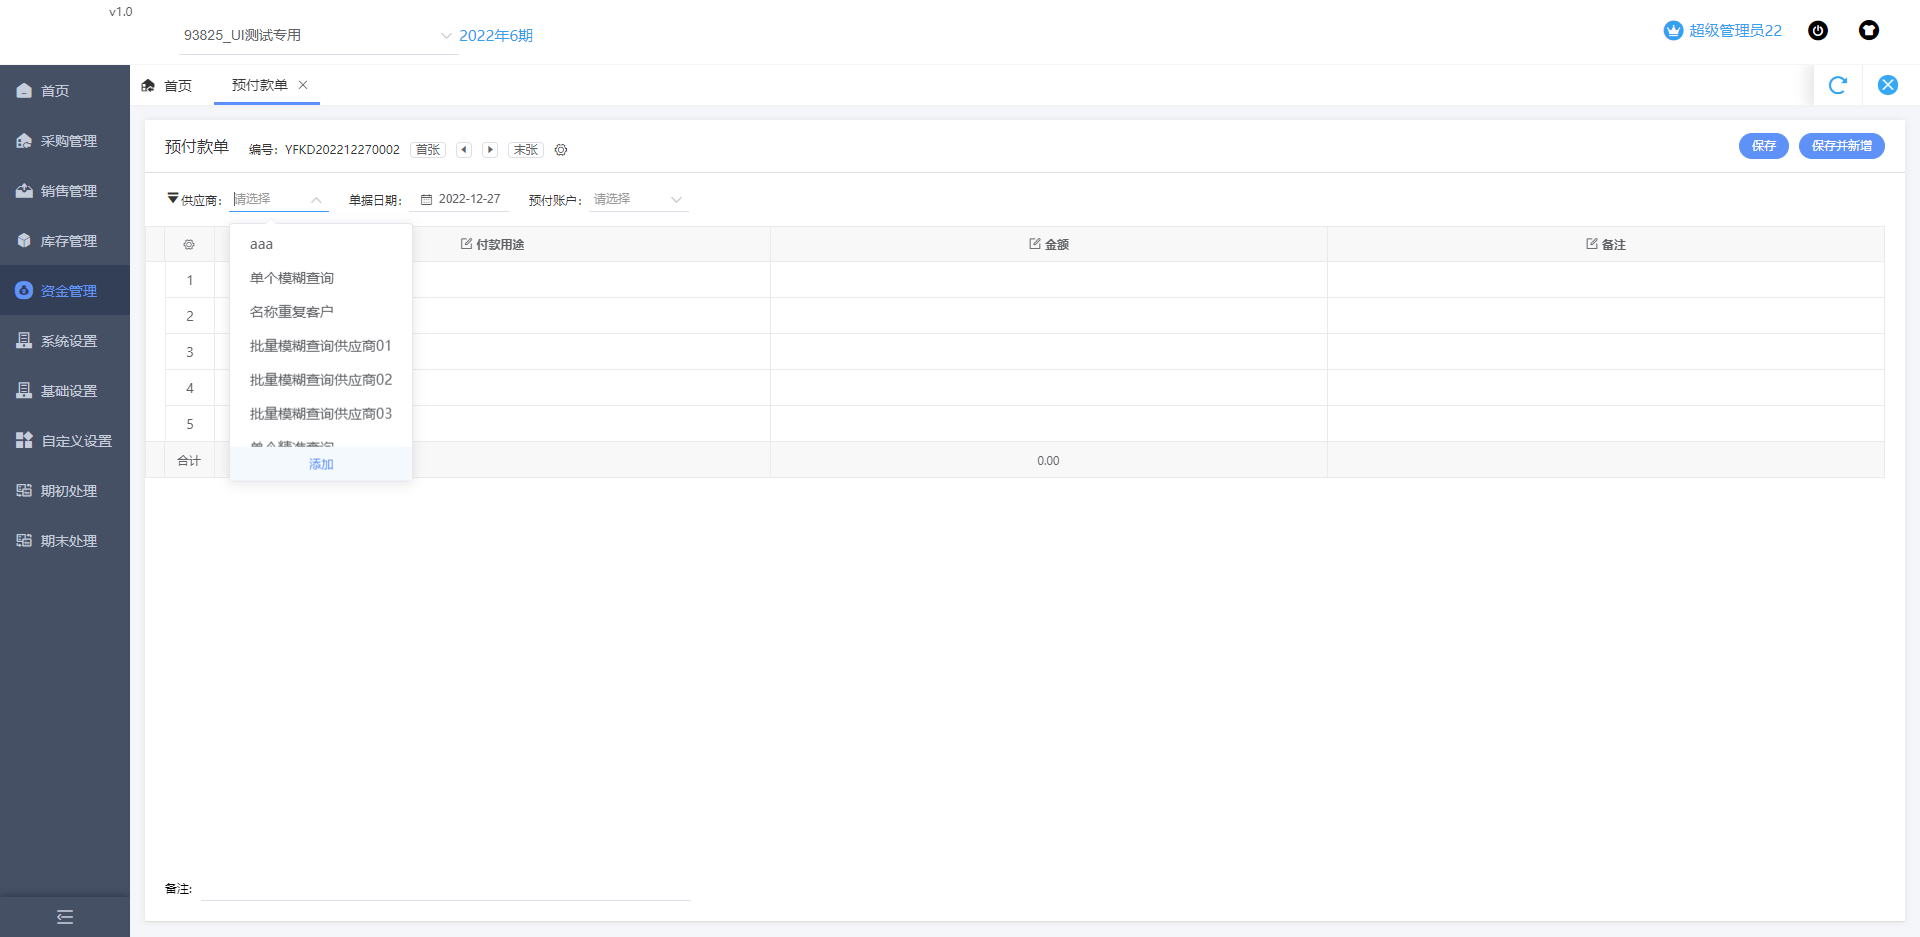 v1.0
93825_UI测试专用
2022年6期
超级管理员22
首页
采购管理
销售管理
库存管理
资金管理
系统设置
基础设置
自定义设置
期初处理
期末处理
首页
预付款单
预付款单
编号: YFKD202212270002
首张
末张
保存
保存并新增
供应商: 请选择
单据日期: 2022-12-27
预付账户: 请选择
付款用途
金额
备注
1
2
3
4
5
合计
0.00
aaa
单个模糊查询
名称重复客户
批量模糊查询供应商01
批量模糊查询供应商02
批量模糊查询供应商03
单个精准查询
添加
备注: